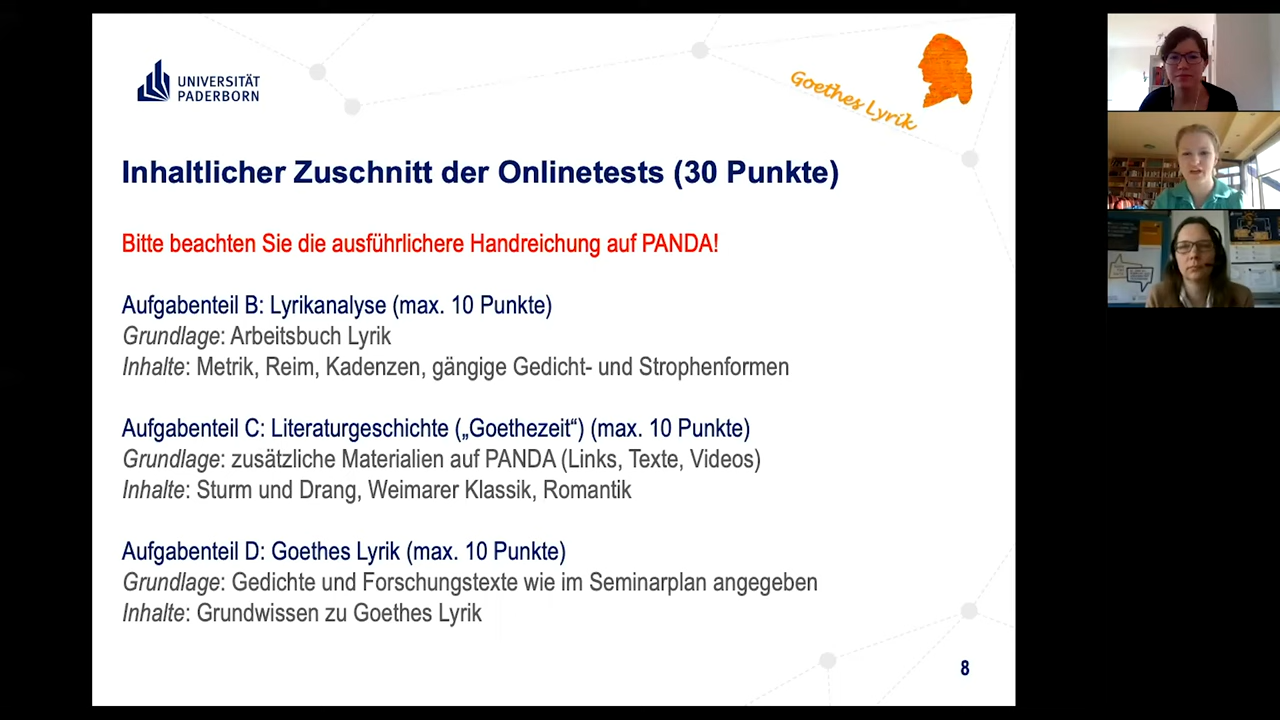 UNIVERSITÄT
PADERBORN
Goethes Lyrik
Inhaltlicher Zuschnitt der Onlinetests (30 Punkte)
Bitte beachten Sie die ausführlichere Handreichung auf PANDA!
Aufgabenteil B: Lyrikanalyse (max. 10 Punkte)
Grundlage: Arbeitsbuch Lyrik
Inhalte: Metrik, Reim, Kadenzen, gängige Gedicht- und Strophenformen
Aufgabenteil C: Literaturgeschichte („Goethezeit“) (max. 10 Punkte)
Grundlage: zusätzliche Materialien auf PANDA (Links, Texte, Videos)
Inhalte: Sturm und Drang, Weimarer Klassik, Romantik
Aufgabenteil D: Goethes Lyrik (max. 10 Punkte)
Grundlage: Gedichte und Forschungstexte wie im Seminarplan angegeben
Inhalte: Grundwissen zu Goethes Lyrik
8